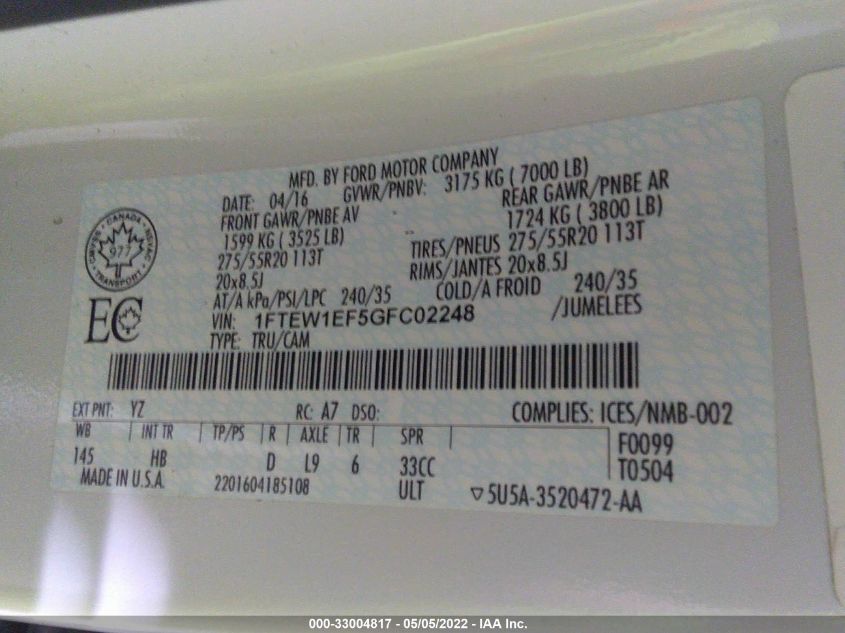 MFD. BY FORD MOTOR COMPANY
DATE: 04/16 GVWR/PNBV: 3175 KG ( 7000 LB)
FRONT GAWR/PNBE AV REAR GAWR/PNBE AR
1599 KG ( 3525 LB) 1724 KG ( 3800 LB)
275/55R20 113T TIRES/PNEUS 275/55R20 113T
20x8.5J RIMS/JANTES 20x8.5J
AT/A kPa/PSI/LPC 240/35 COLD/A FROID 240/35
VIN: 1FTEW1EF5GFC02248 /JUMELEES
TYPE: TRU/CAM
CANADA
977
TRANSPORT
EC
EXT PNT: YZ RC: A7 DSO: COMPLIES: ICES/NMB-002
WB INT TR TP/PS R AXLE TR SPR F0099
145 HB D L9 6 33CC T0504
MADE IN U.S.A. 2201604185108 ULT 5U5A-3520472-AA
000-33004817 - 05/05/2022 - IAA Inc.